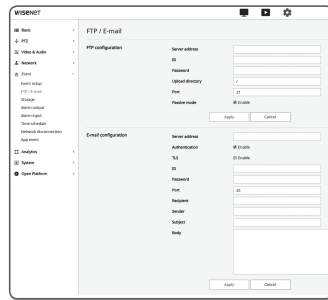 WISENET
Basic
PTZ
Video & Audio
Network
Event
Event setup
FTP / E-mail
Storage
Alarm output
Alarm input
Time schedule
Network disconnection
App event
Analytics
System
Open Platform
FTP / E-mail
FTP configuration
Server address
ID
Password
Upload directory /
Port 21
Passive mode Enable
Apply Cancel
E-mail configuration
Server address
Authentication Enable
TLS Enable
ID
Password
Port 25
Recipient
Sender
Subject
Body
Apply Cancel